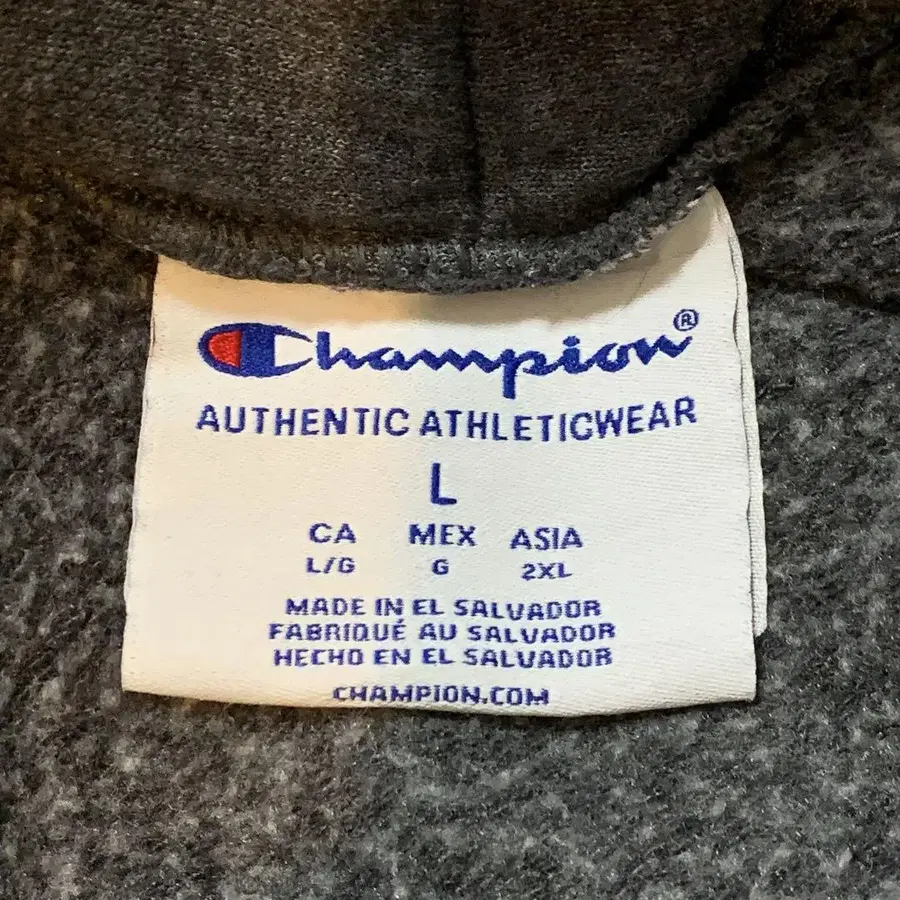 Champion®
AUTHENTIC ATHLETICWEAR
L
CA MEX ASIA
L/G G 2XL
MADE IN EL SALVADOR
FABRIQUÉ AU SALVADOR
HECHO EN EL SALVADOR
CHAMPION.COM